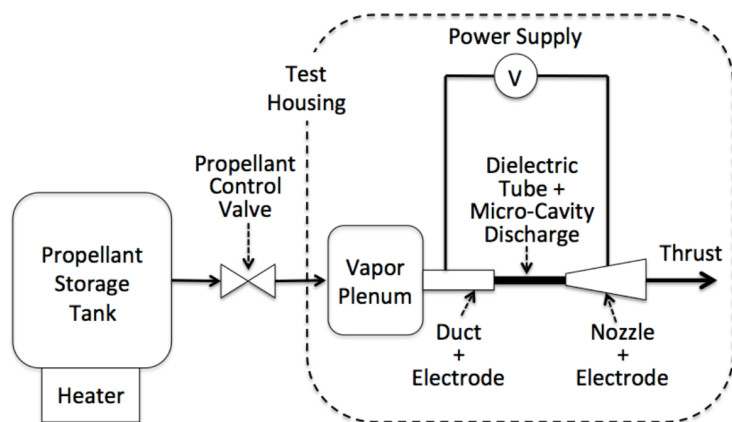 Power Supply
V
Test
Housing
Propellant
Control
Valve
Dielectric
Tube +
Micro-Cavity
Discharge
Propellant
Storage
Tank
Vapor
Plenum
Thrust
Duct
+
Electrode
Nozzle
+
Electrode
Heater